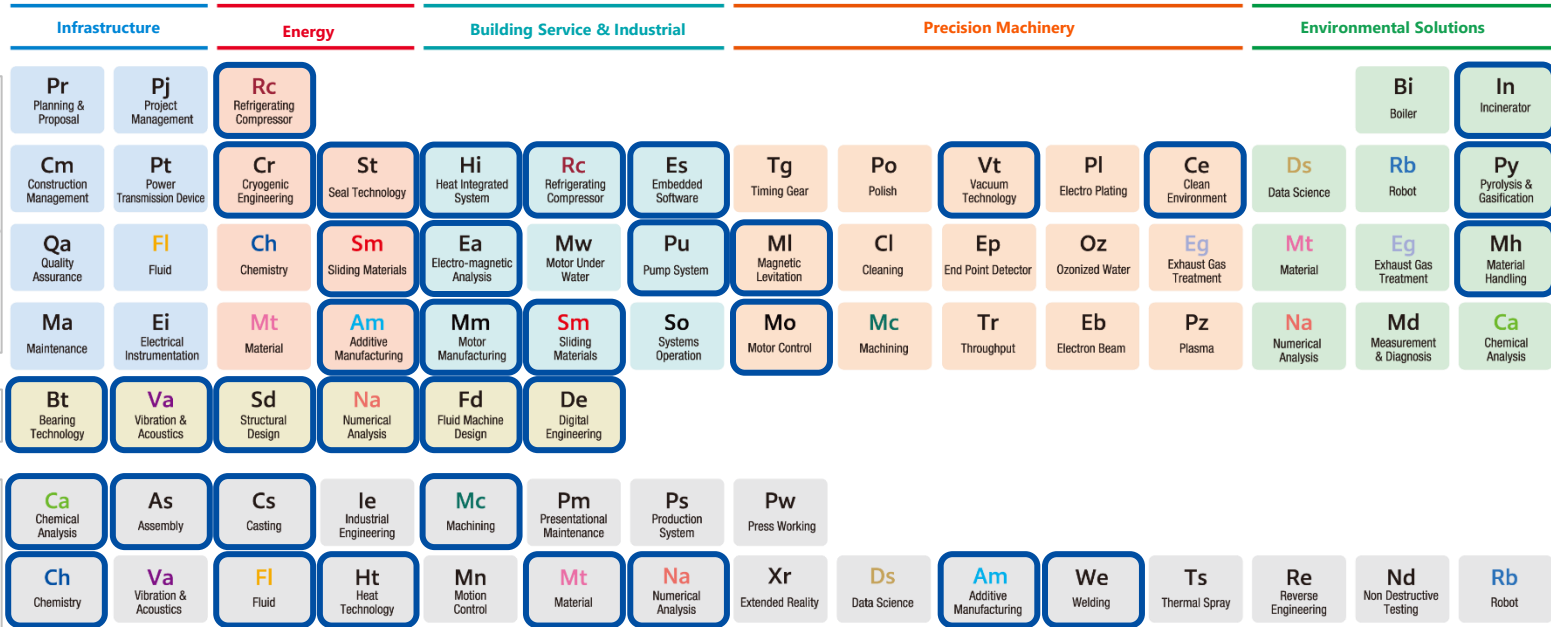 Infrastructure
Energy
Building Service & Industrial
Precision Machinery
Environmental Solutions
Pr
Planning &
Proposal
Pj
Project
Management
Rc
Refrigerating
Compressor
Bi
Boiler
In
Incinerator
Cm
Construction
Management
Pt
Power
Transmission Device
Cr
Cryogenic
Engineering
St
Seal Technology
Hi
Heat Integrated
System
Rc
Refrigerating
Compressor
Es
Embedded
Software
Tg
Timing Gear
Po
Polish
Vt
Vacuum
Technology
Pl
Electro Plating
Ce
Clean
Environment
Ds
Data Science
Rb
Robot
Py
Pyrolysis &
Gasification
Qa
Quality
Assurance
Fl
Fluid
Ch
Chemistry
Sm
Sliding Materials
Ea
Electro-magnetic
Analysis
Mw
Motor Under
Water
Pu
Pump System
Ml
Magnetic
Levitation
Cl
Cleaning
Ep
End Point Detector
Oz
Ozonized Water
Eg
Exhaust Gas
Treatment
Mt
Material
Eg
Exhaust Gas
Treatment
Mh
Material
Handling
Ma
Maintenance
Ei
Electrical
Instrumentation
Mt
Material
Am
Additive
Manufacturing
Mm
Motor
Manufacturing
Sm
Sliding
Materials
So
Systems
Operation
Mo
Motor Control
Mc
Machining
Tr
Throughput
Eb
Electron Beam
Pz
Plasma
Na
Numerical
Analysis
Md
Measurement
& Diagnosis
Ca
Chemical
Analysis
Bt
Bearing
Technology
Va
Vibration &
Acoustics
Sd
Structural
Design
Na
Numerical
Analysis
Fd
Fluid Machine
Design
De
Digital
Engineering
Ca
Chemical
Analysis
As
Assembly
Cs
Casting
Ie
Industrial
Engineering
Mc
Machining
Pm
Presentational
Maintenance
Ps
Production
System
Pw
Press Working
Ch
Chemistry
Va
Vibration &
Acoustics
Fl
Fluid
Ht
Heat
Technology
Mn
Motion
Control
Mt
Material
Na
Numerical
Analysis
Xr
Extended Reality
Ds
Data Science
Am
Additive
Manufacturing
We
Welding
Ts
Thermal Spray
Re
Reverse
Engineering
Nd
Non Destructive
Testing
Rb
Robot